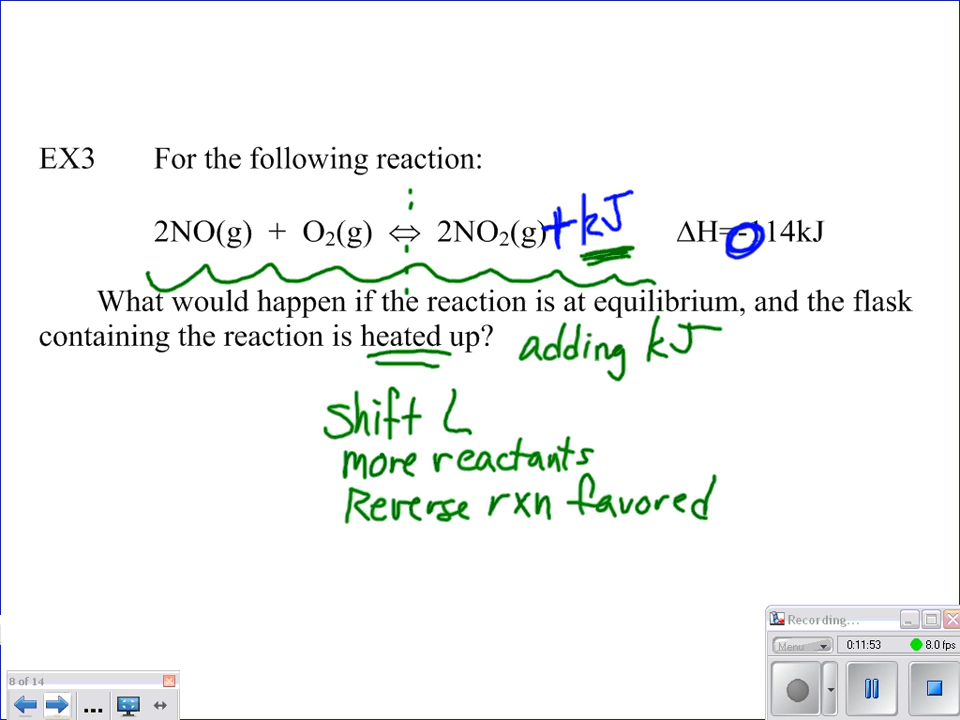 EX3 For the following reaction:
2NO(g) + O₂(g) ⇔ 2NO₂(g) + kJ ΔH=-114kJ
What would happen if the reaction is at equilibrium, and the flask
containing the reaction is heated up? adding kJ
Shift L
more reactants
Reverse rxn favored
Recording...
Menu 0:11:53 8.0 fps
8 of 14
...